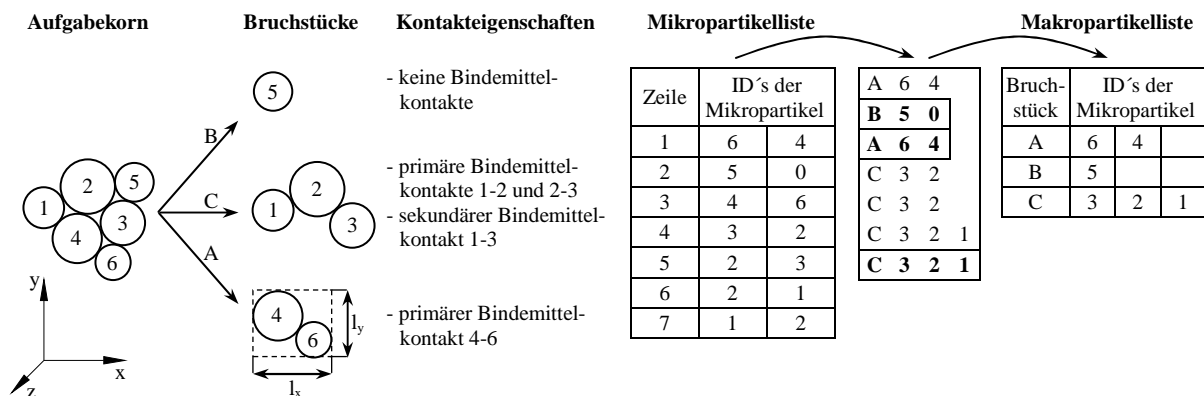 Aufgabekorn
Bruchstücke
Kontakteigenschaften
Mikropartikelliste
Makropartikelliste
1
2
5
3
4
6
y
x
z
B
C
A
5
1
2
3
4
6
l_y
l_x
- keine Bindemittel-
kontakte
- primäre Bindemittel-
kontakte 1-2 und 2-3
- sekundärer Bindemittel-
kontakt 1-3
- primärer Bindemittel-
kontakt 4-6
Zeile ID´s der
Mikropartikel
1 6 4
2 5 0
3 4 6
4 3 2
5 2 3
6 2 1
7 1 2
A 6 4
B 5 0
A 6 4
C 3 2
C 3 2
C 3 2 1
C 3 2 1
Bruch- ID´s der
stück Mikropartikel
A 6 4
B 5
C 3 2 1